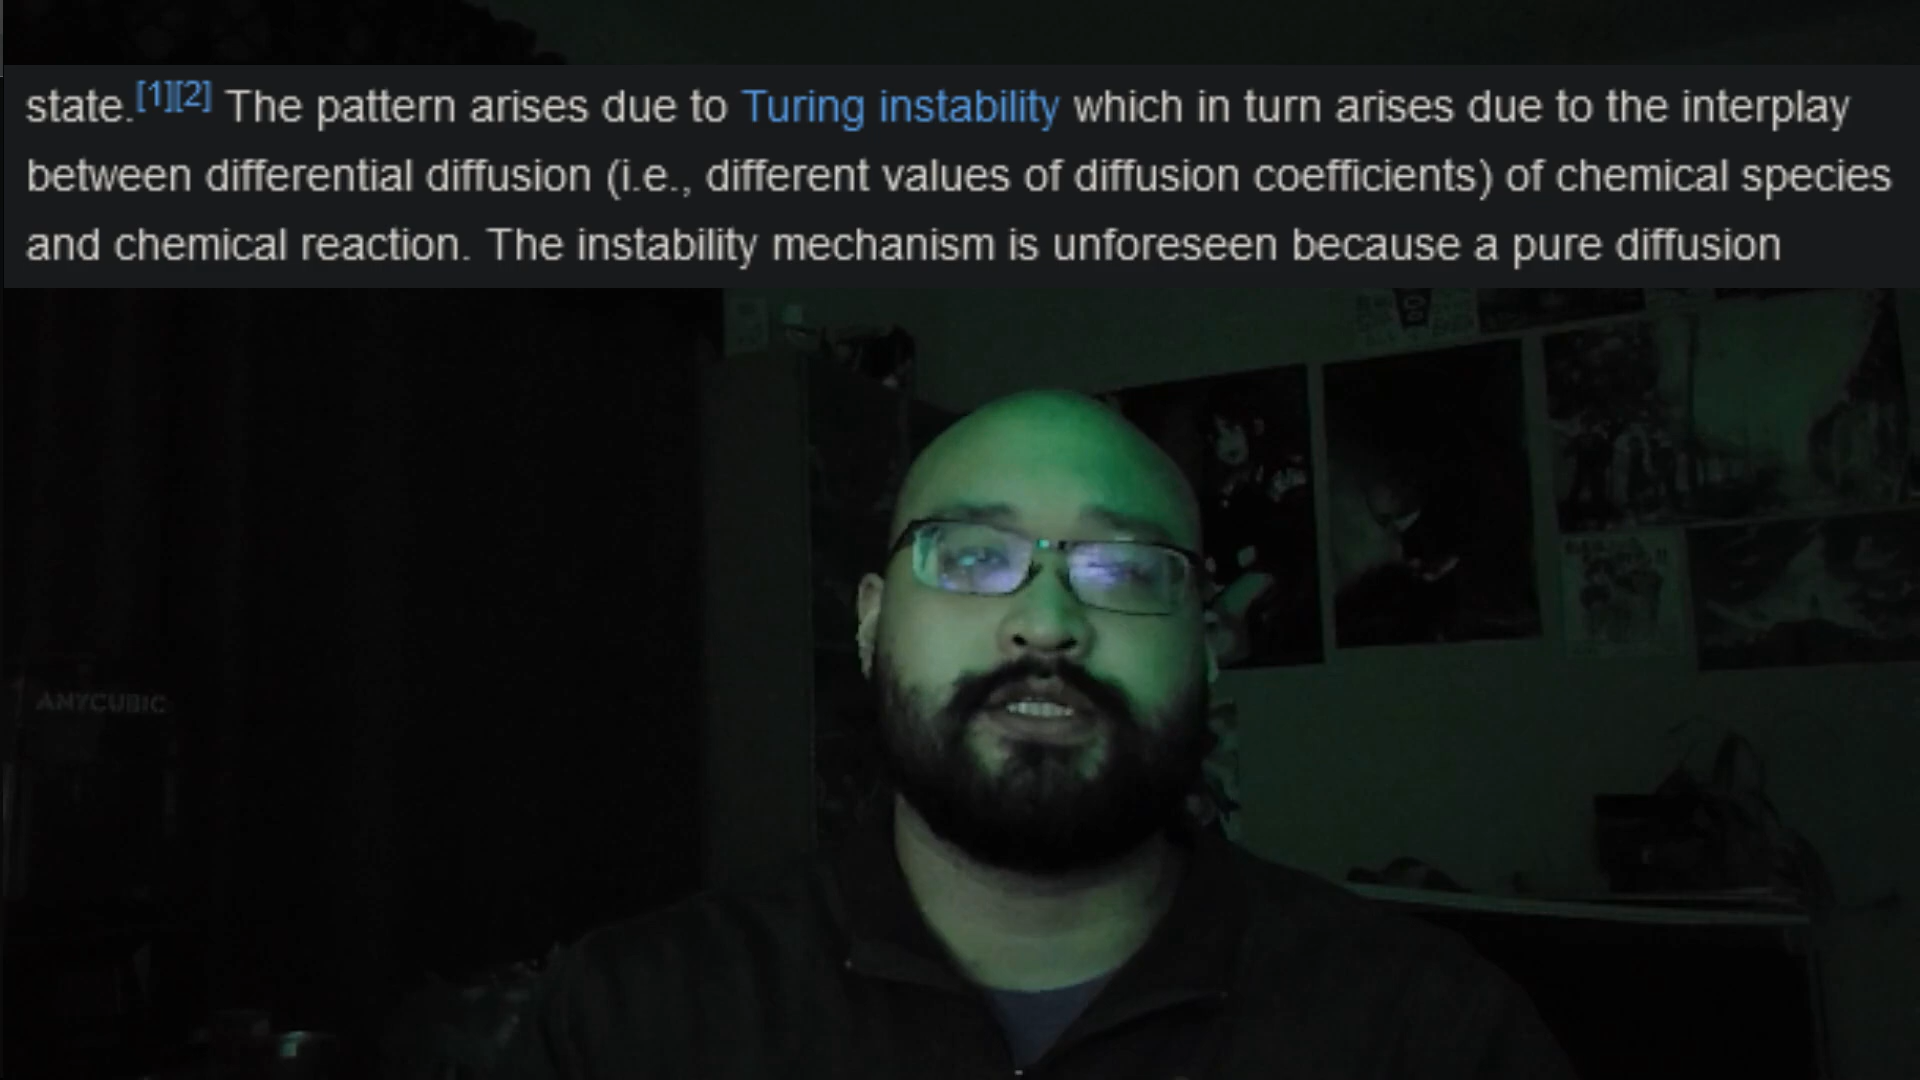 state.[1][2] The pattern arises due to Turing instability which in turn arises due to the interplay
between differential diffusion (i.e., different values of diffusion coefficients) of chemical species
and chemical reaction. The instability mechanism is unforeseen because a pure diffusion
ANYCUBIC